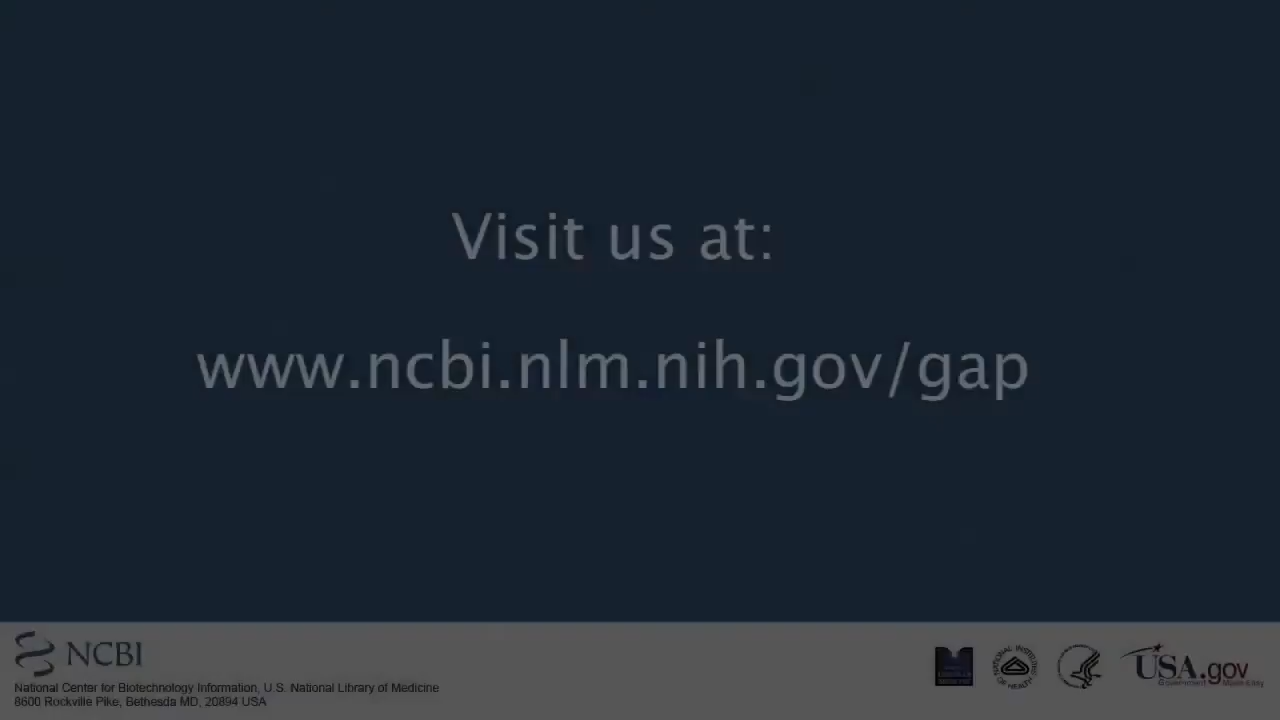 Visit us at:
www.ncbi.nlm.nih.gov/gap
NCBI
National Center for Biotechnology Information, U.S. National Library of Medicine
8600 Rockville Pike, Bethesda MD, 20894 USA
USA.gov